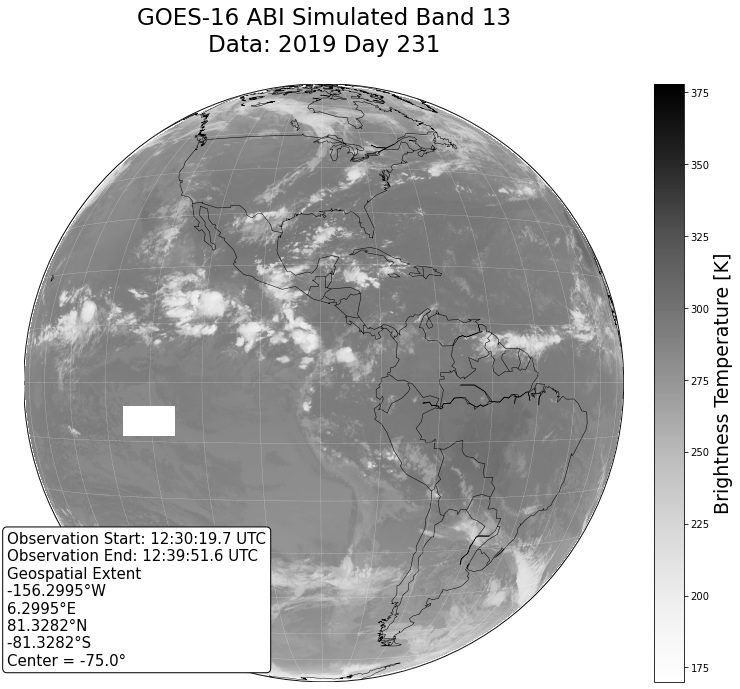 GOES-16 ABI Simulated Band 13
Data: 2019 Day 231
375
350
325
300
275
250
225
200
175
Brightness Temperature [K]
Observation Start: 12:30:19.7 UTC
Observation End: 12:39:51.6 UTC
Geospatial Extent
-156.2995°W
6.2995°E
81.3282°N
-81.3282°S
Center = -75.0°